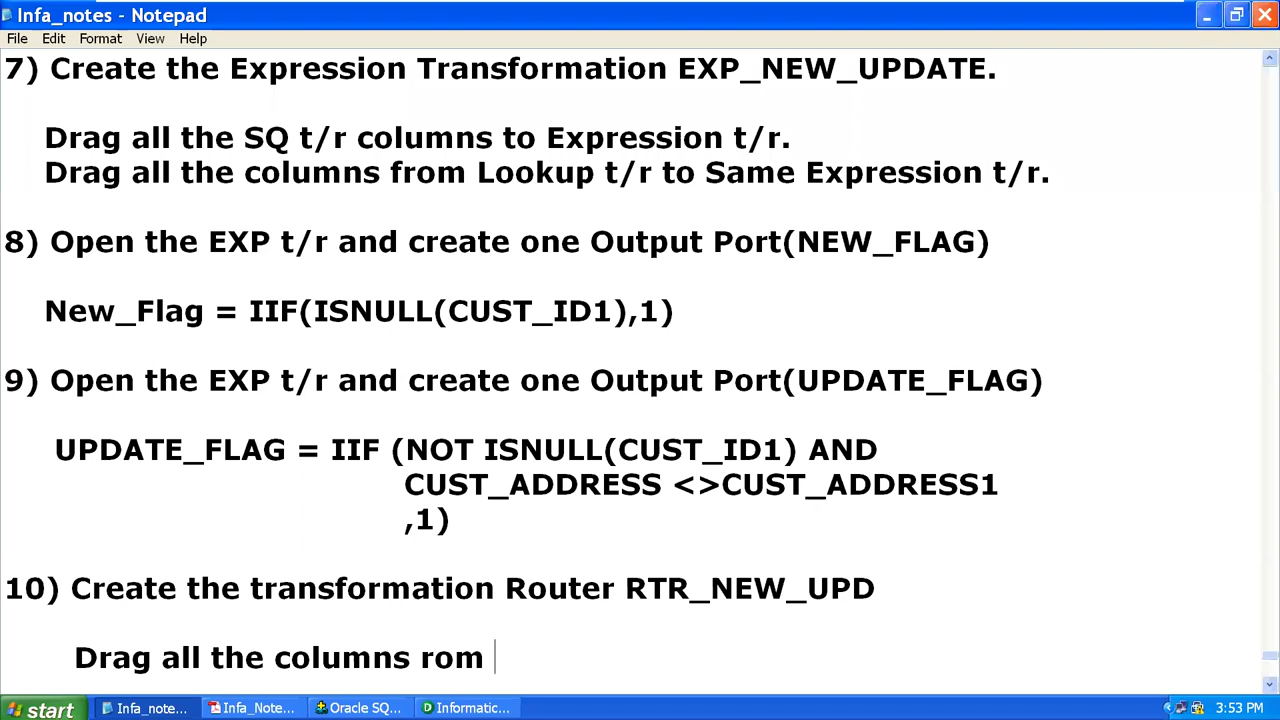 Infa_notes - Notepad
File Edit Format View Help
7) Create the Expression Transformation EXP_NEW_UPDATE.
Drag all the SQ t/r columns to Expression t/r.
Drag all the columns from Lookup t/r to Same Expression t/r.
8) Open the EXP t/r and create one Output Port(NEW_FLAG)
New_Flag = IIF(ISNULL(CUST_ID1),1)
9) Open the EXP t/r and create one Output Port(UPDATE_FLAG)
UPDATE_FLAG = IIF (NOT ISNULL(CUST_ID1) AND
CUST_ADDRESS <>CUST_ADDRESS1
,1)
10) Create the transformation Router RTR_NEW_UPD
Drag all the columns rom
start Infa_note... Infa_Note... Oracle SQ... Informatic... 3:53 PM